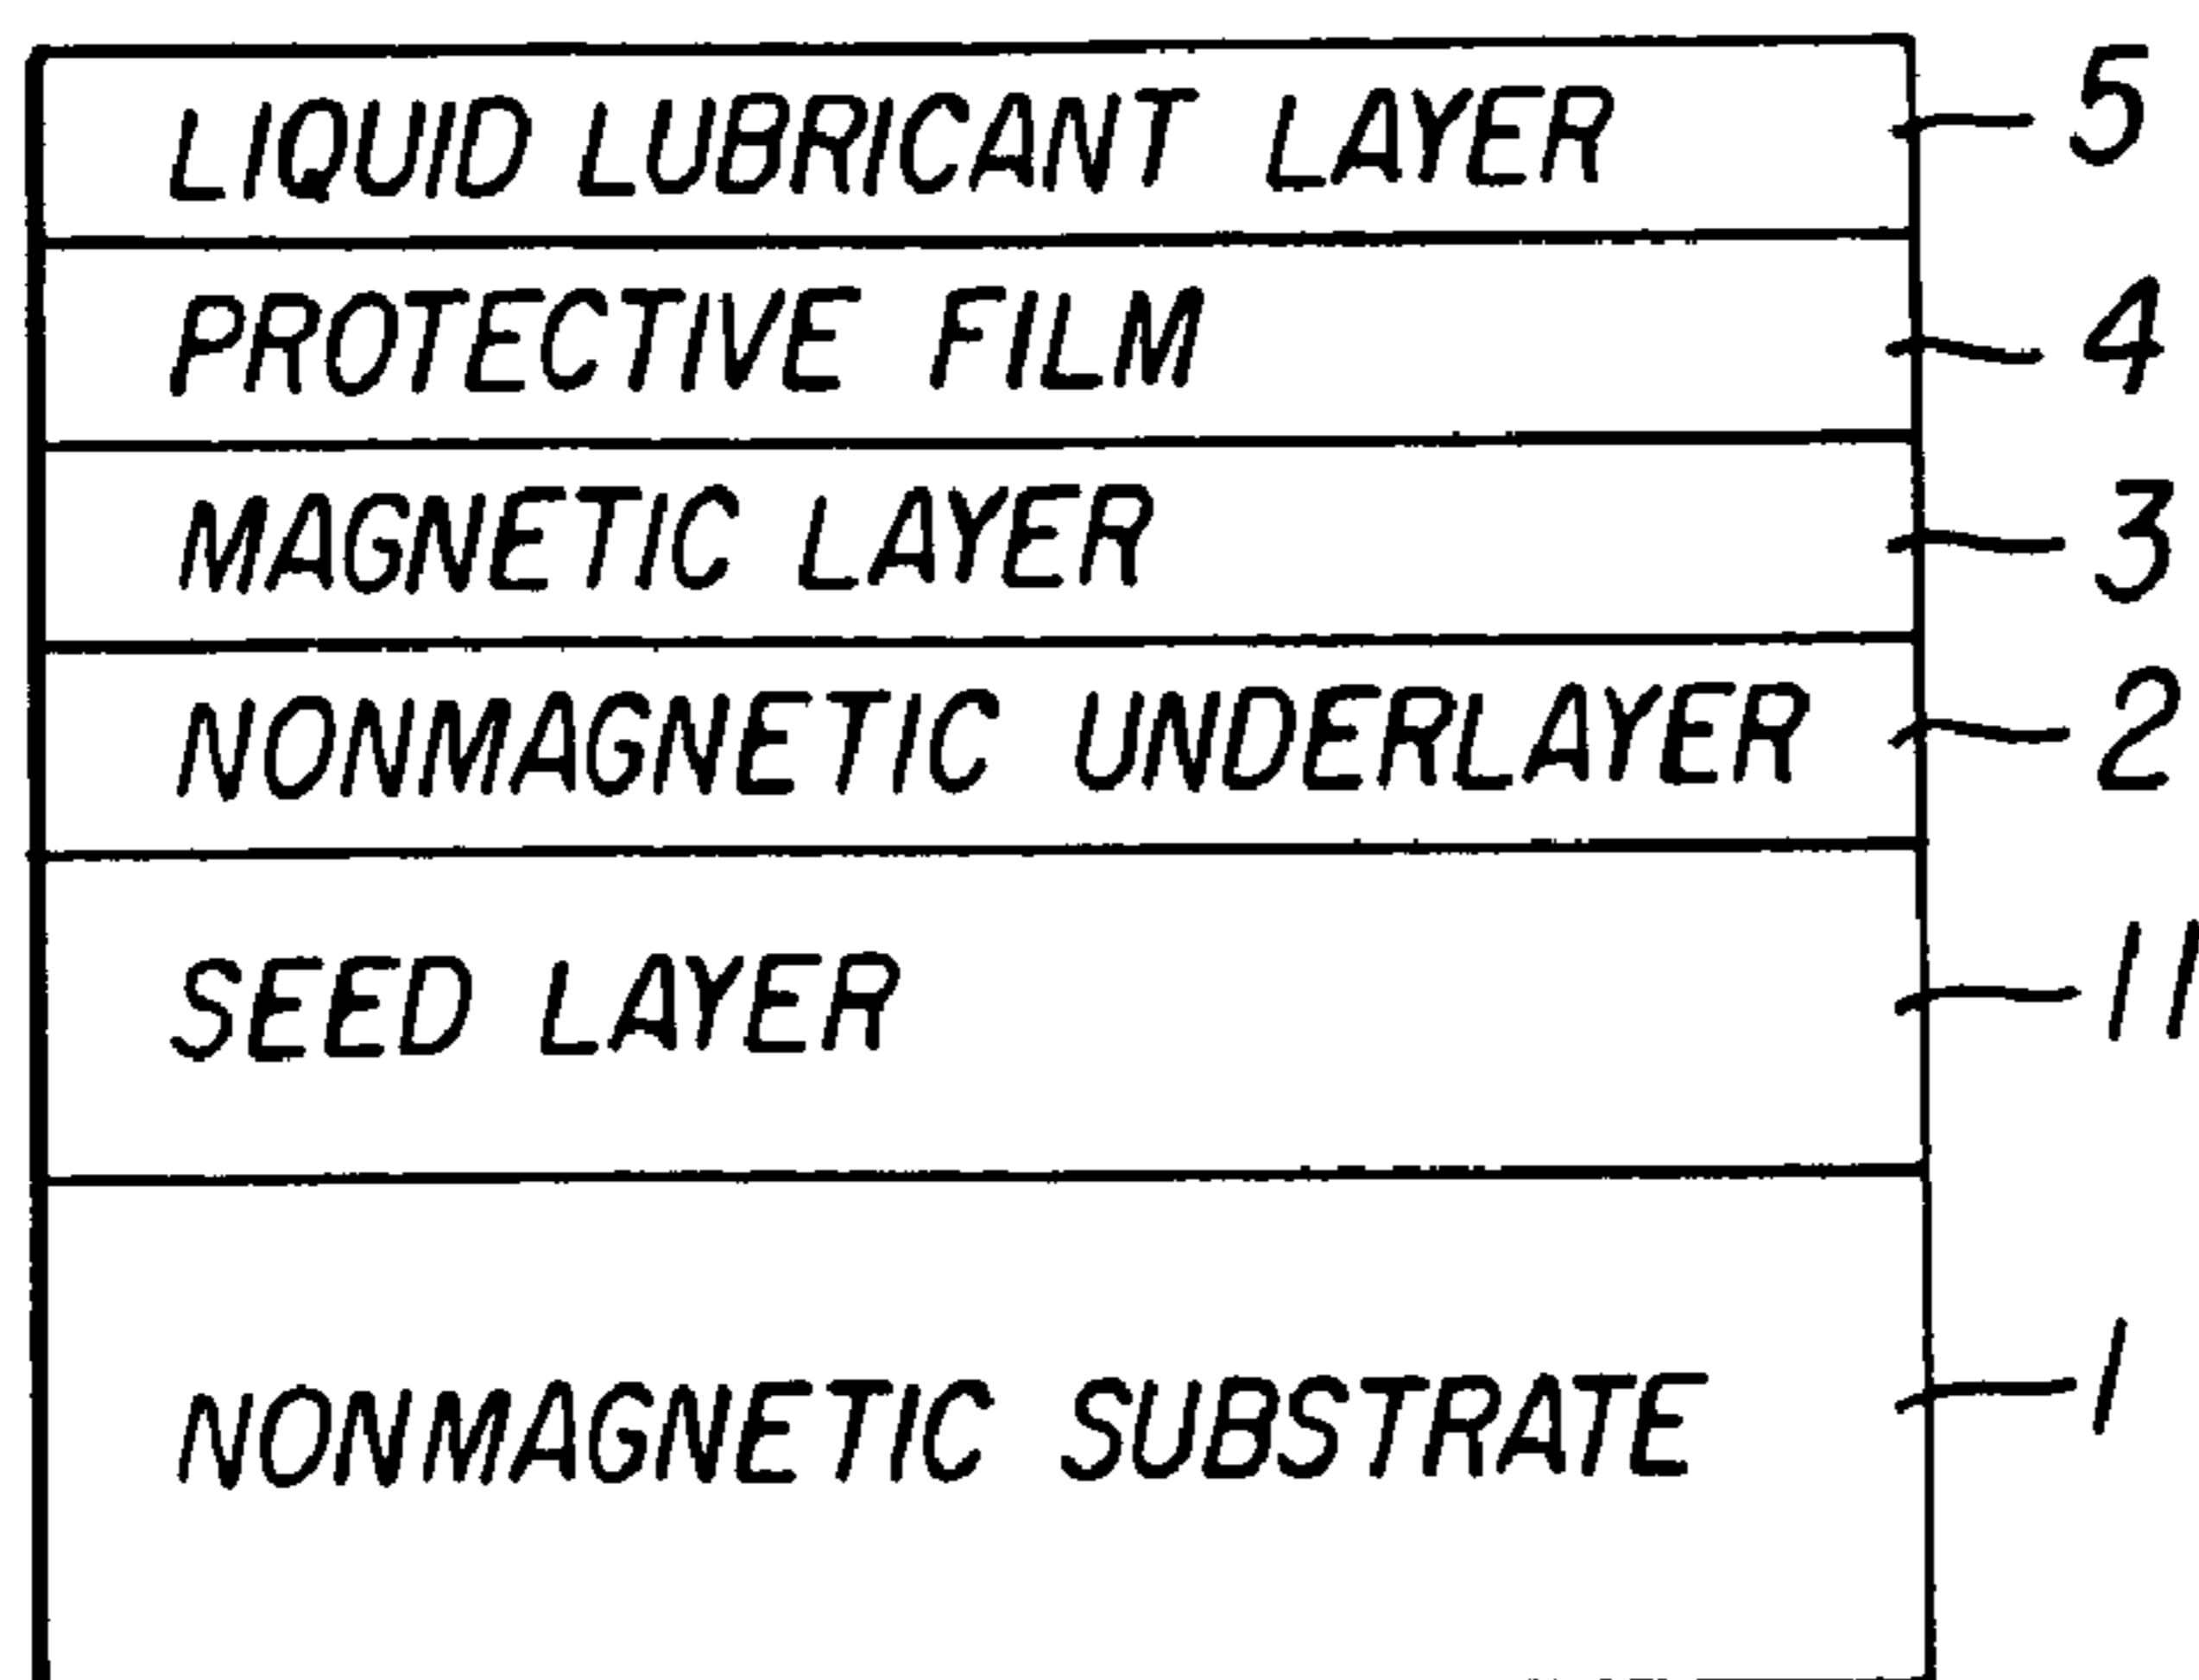 LIQUID LUBRICANT LAYER 5
PROTECTIVE FILM 4
MAGNETIC LAYER 3
NONMAGNETIC UNDERLAYER 2
SEED LAYER 11
NONMAGNETIC SUBSTRATE 1